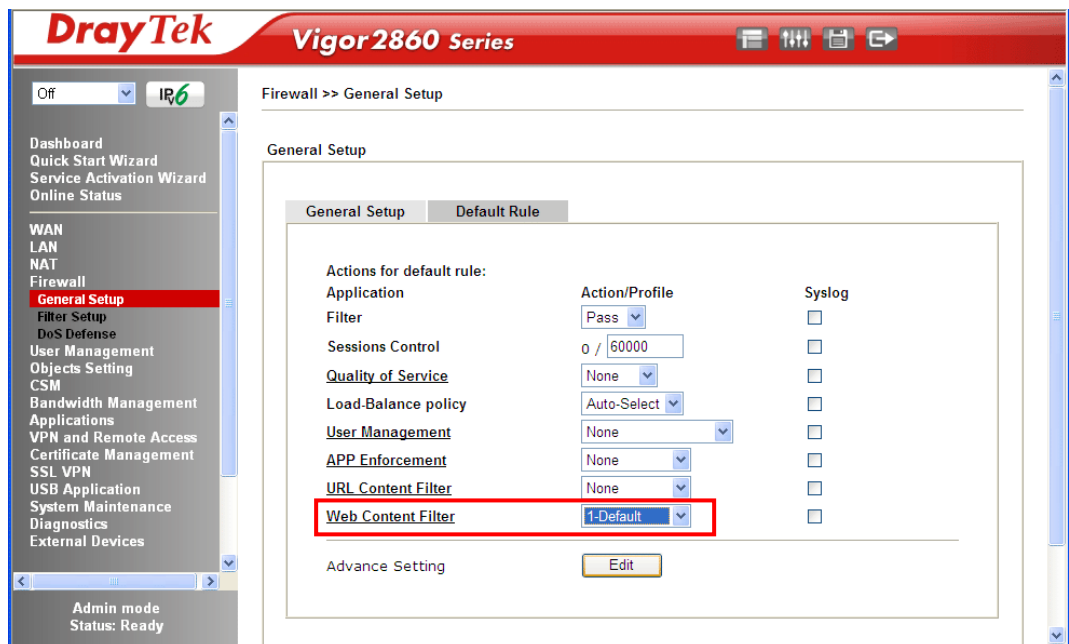 DrayTek
Vigor2860 Series
Off
IPv6
Dashboard
Quick Start Wizard
Service Activation Wizard
Online Status
WAN
LAN
NAT
Firewall
General Setup
Filter Setup
DoS Defense
User Management
Objects Setting
CSM
Bandwidth Management
Applications
VPN and Remote Access
Certificate Management
SSL VPN
USB Application
System Maintenance
Diagnostics
External Devices
Admin mode
Status: Ready
Firewall >> General Setup
General Setup
General Setup Default Rule
Actions for default rule:
Application Action/Profile Syslog
Filter Pass
Sessions Control 0 / 60000
Quality of Service None
Load-Balance policy Auto-Select
User Management None
APP Enforcement None
URL Content Filter None
Web Content Filter 1-Default
Advance Setting Edit